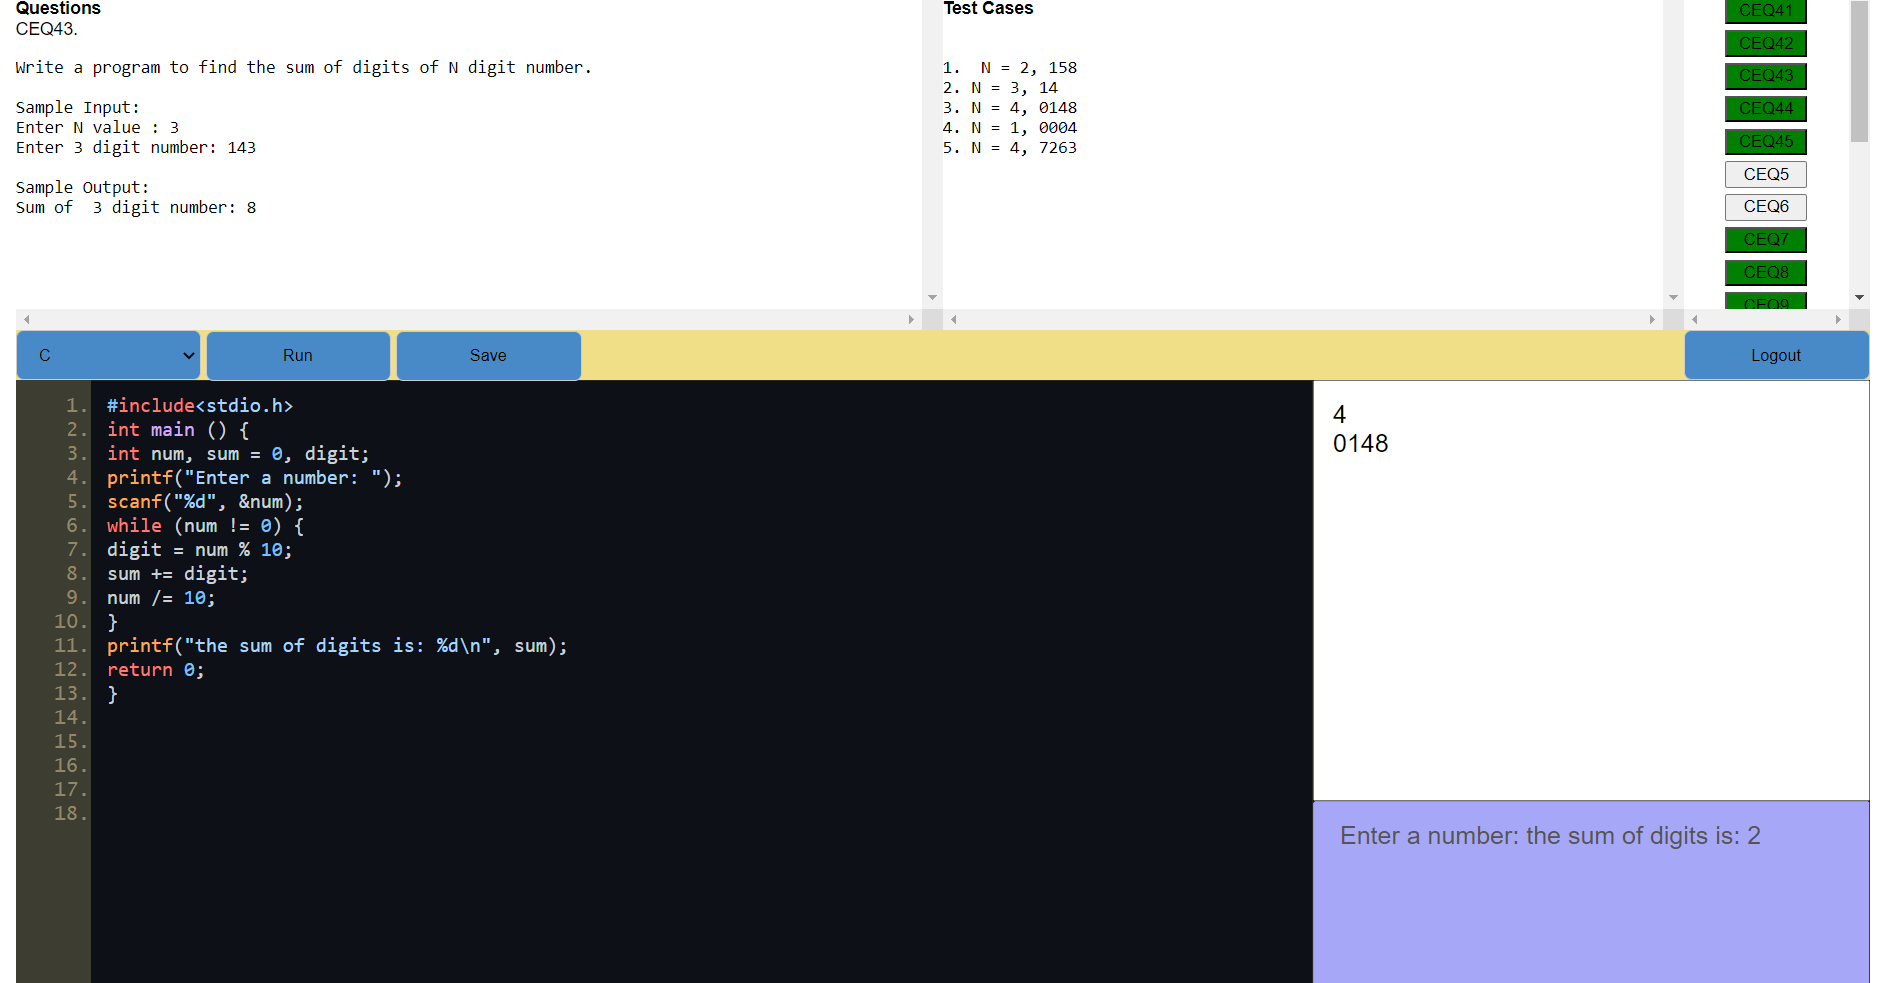 Questions
CEQ43.
Write a program to find the sum of digits of N digit number.
Sample Input:
Enter N value : 3
Enter 3 digit number: 143
Sample Output:
Sum of  3 digit number: 8
Test Cases
1.  N = 2, 158
2. N = 3, 14
3. N = 4, 0148
4. N = 1, 0004
5. N = 4, 7263
CEQ41
CEQ42
CEQ43
CEQ44
CEQ45
CEQ5
CEQ6
CEQ7
CEQ8
CEQ9
C
Run
Save
Logout
1. #include<stdio.h>
2. int main () {
3. int num, sum = 0, digit;
4. printf("Enter a number: ");
5. scanf("%d", &num);
6. while (num != 0) {
7. digit = num % 10;
8. sum += digit;
9. num /= 10;
10. }
11. printf("the sum of digits is: %d\n", sum);
12. return 0;
13. }
14.
15.
16.
17.
18.
4
0148
Enter a number: the sum of digits is: 2